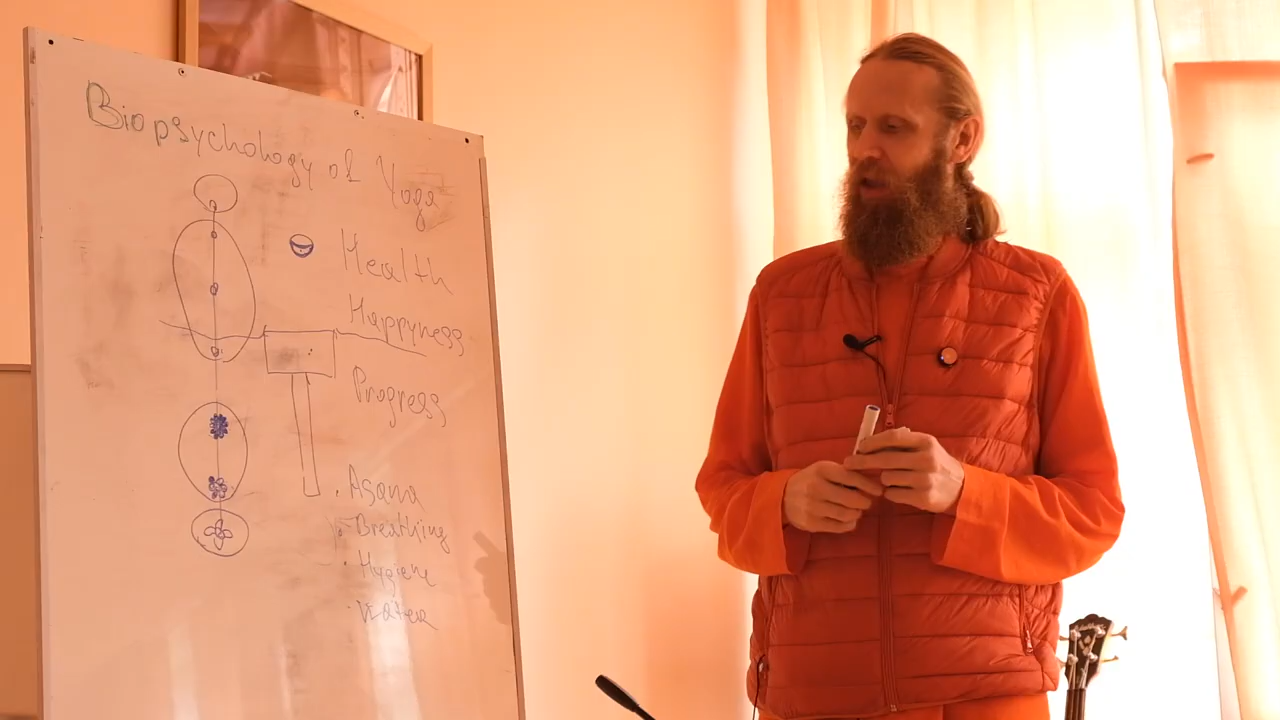 Biopsychology of Yoga
Health
Happyness
Progress
. Asana
. Breathing
. Hygiene
. Water